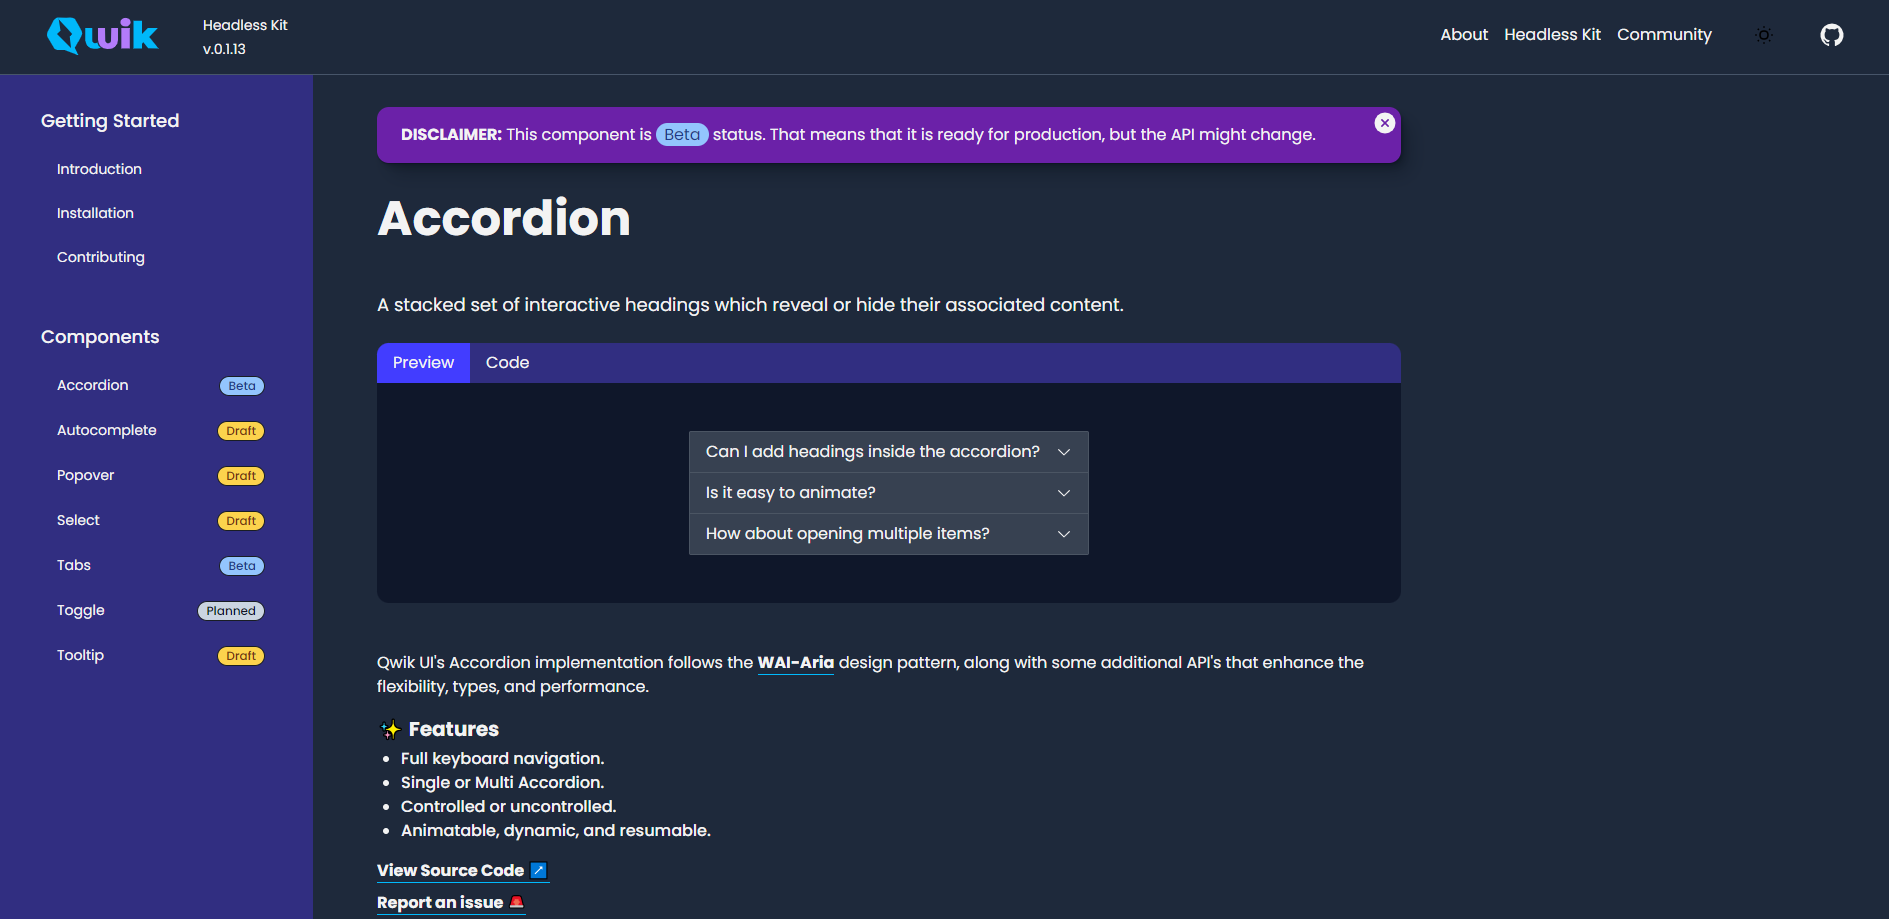 Qwik
Headless Kit
v.0.1.13
About
Headless Kit
Community
Getting Started
Introduction
Installation
Contributing
Components
Accordion Beta
Autocomplete Draft
Popover Draft
Select Draft
Tabs Beta
Toggle Planned
Tooltip Draft
DISCLAIMER: This component is Beta status. That means that it is ready for production, but the API might change.
Accordion
A stacked set of interactive headings which reveal or hide their associated content.
Preview Code
Can I add headings inside the accordion?
Is it easy to animate?
How about opening multiple items?
Qwik UI's Accordion implementation follows the WAI-Aria design pattern, along with some additional API's that enhance the
flexibility, types, and performance.
✨ Features
• Full keyboard navigation.
• Single or Multi Accordion.
• Controlled or uncontrolled.
• Animatable, dynamic, and resumable.
View Source Code ↗️
Report an issue 🚨